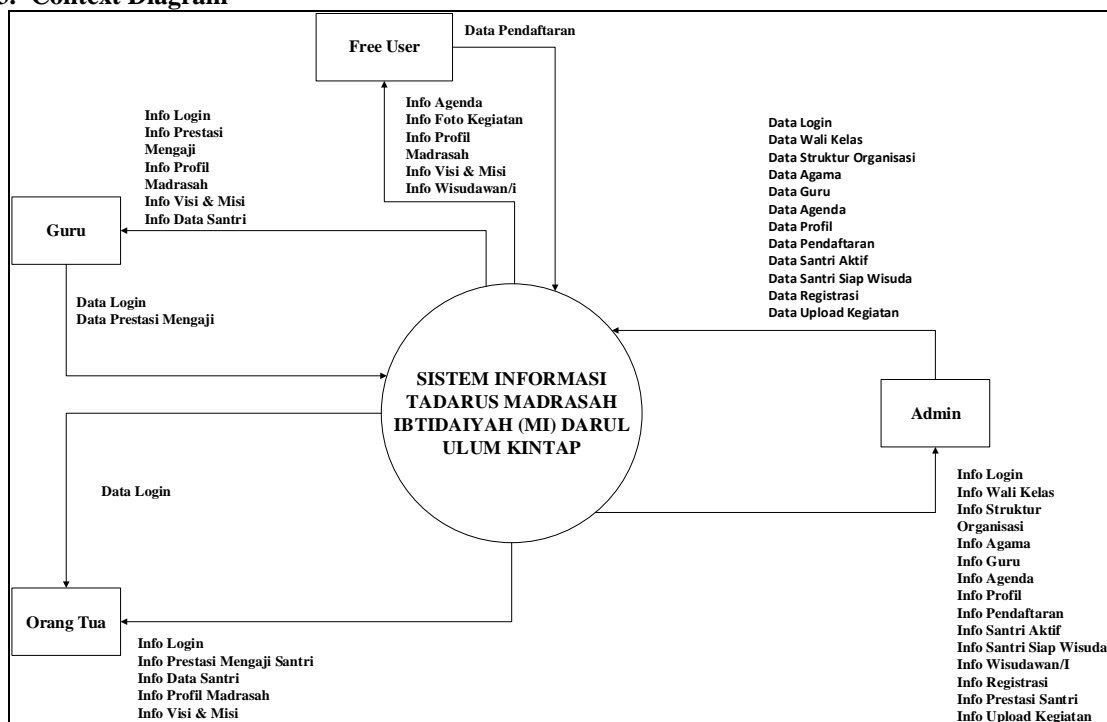 3. Context Diagram
Free User
Data Pendaftaran
Info Agenda
Info Foto Kegiatan
Info Profil
Madrasah
Info Visi & Misi
Info Wisudawan/i
Info Login
Info Prestasi
Mengaji
Info Profil
Madrasah
Info Visi & Misi
Info Data Santri
Guru
Data Login
Data Prestasi Mengaji
Data Login
Data Wali Kelas
Data Struktur Organisasi
Data Agama
Data Guru
Data Agenda
Data Profil
Data Pendaftaran
Data Santri Aktif
Data Santri Siap Wisuda
Data Registrasi
Data Upload Kegiatan
SISTEM INFORMASI
TADARUS MADRASAH
IBTIDAIYAH (MI) DARUL
ULUM KINTAP
Admin
Data Login
Orang Tua
Info Login
Info Prestasi Mengaji Santri
Info Data Santri
Info Profil Madrasah
Info Visi & Misi
Info Login
Info Wali Kelas
Info Struktur
Organisasi
Info Agama
Info Guru
Info Agenda
Info Profil
Info Pendaftaran
Info Santri Aktif
Info Santri Siap Wisuda
Info Wisudawan/I
Info Registrasi
Info Prestasi Santri
Info Upload Kegiatan